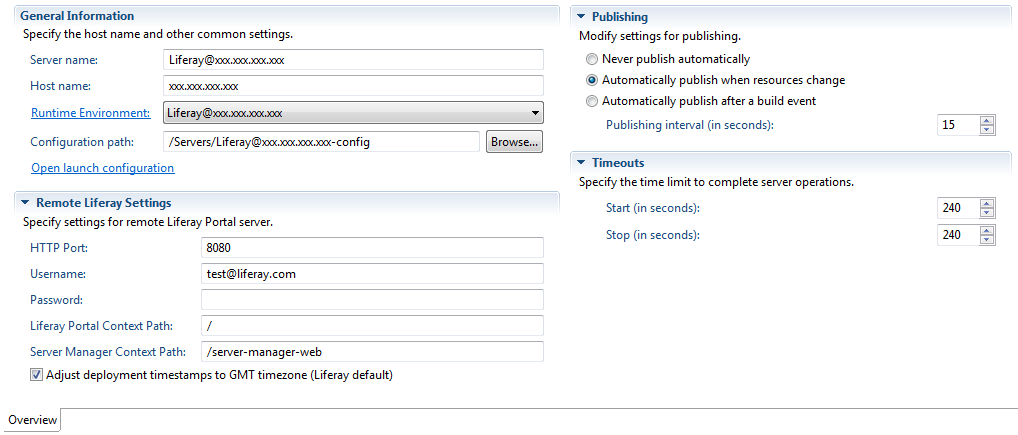 General Information
Specify the host name and other common settings.
Server name: Liferay@xxx.xxx.xxx.xxx
Host name: xxx.xxx.xxx.xxx
Runtime Environment: Liferay@xxx.xxx.xxx.xxx
Configuration path: /Servers/Liferay@xxx.xxx.xxx.xxx-config Browse...
Open launch configuration
Remote Liferay Settings
Specify settings for remote Liferay Portal server.
HTTP Port: 8080
Username: test@liferay.com
Password:
Liferay Portal Context Path: /
Server Manager Context Path: /server-manager-web
Adjust deployment timestamps to GMT timezone (Liferay default)
Publishing
Modify settings for publishing.
Never publish automatically
Automatically publish when resources change
Automatically publish after a build event
Publishing interval (in seconds): 15
Timeouts
Specify the time limit to complete server operations.
Start (in seconds): 240
Stop (in seconds): 240
Overview